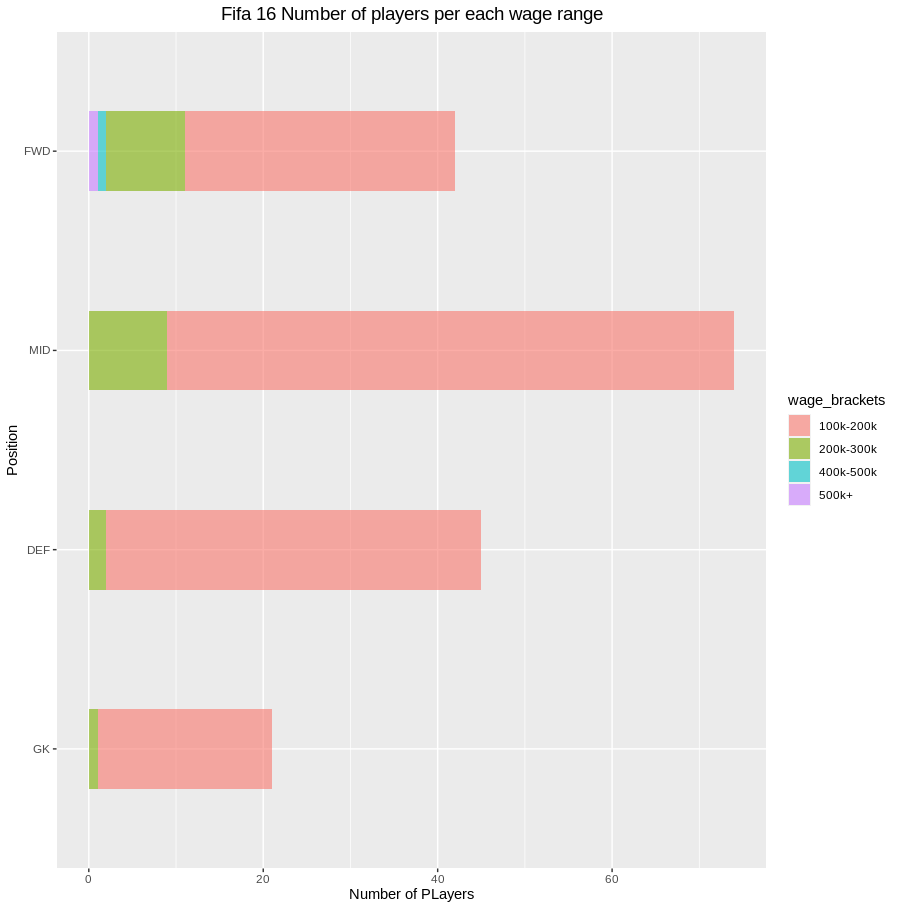 Fifa 16 Number of players per each wage range
FWD
MID
DEF
GK
Position
0 20 40 60
Number of PLayers
wage_brackets
100k-200k
200k-300k
400k-500k
500k+